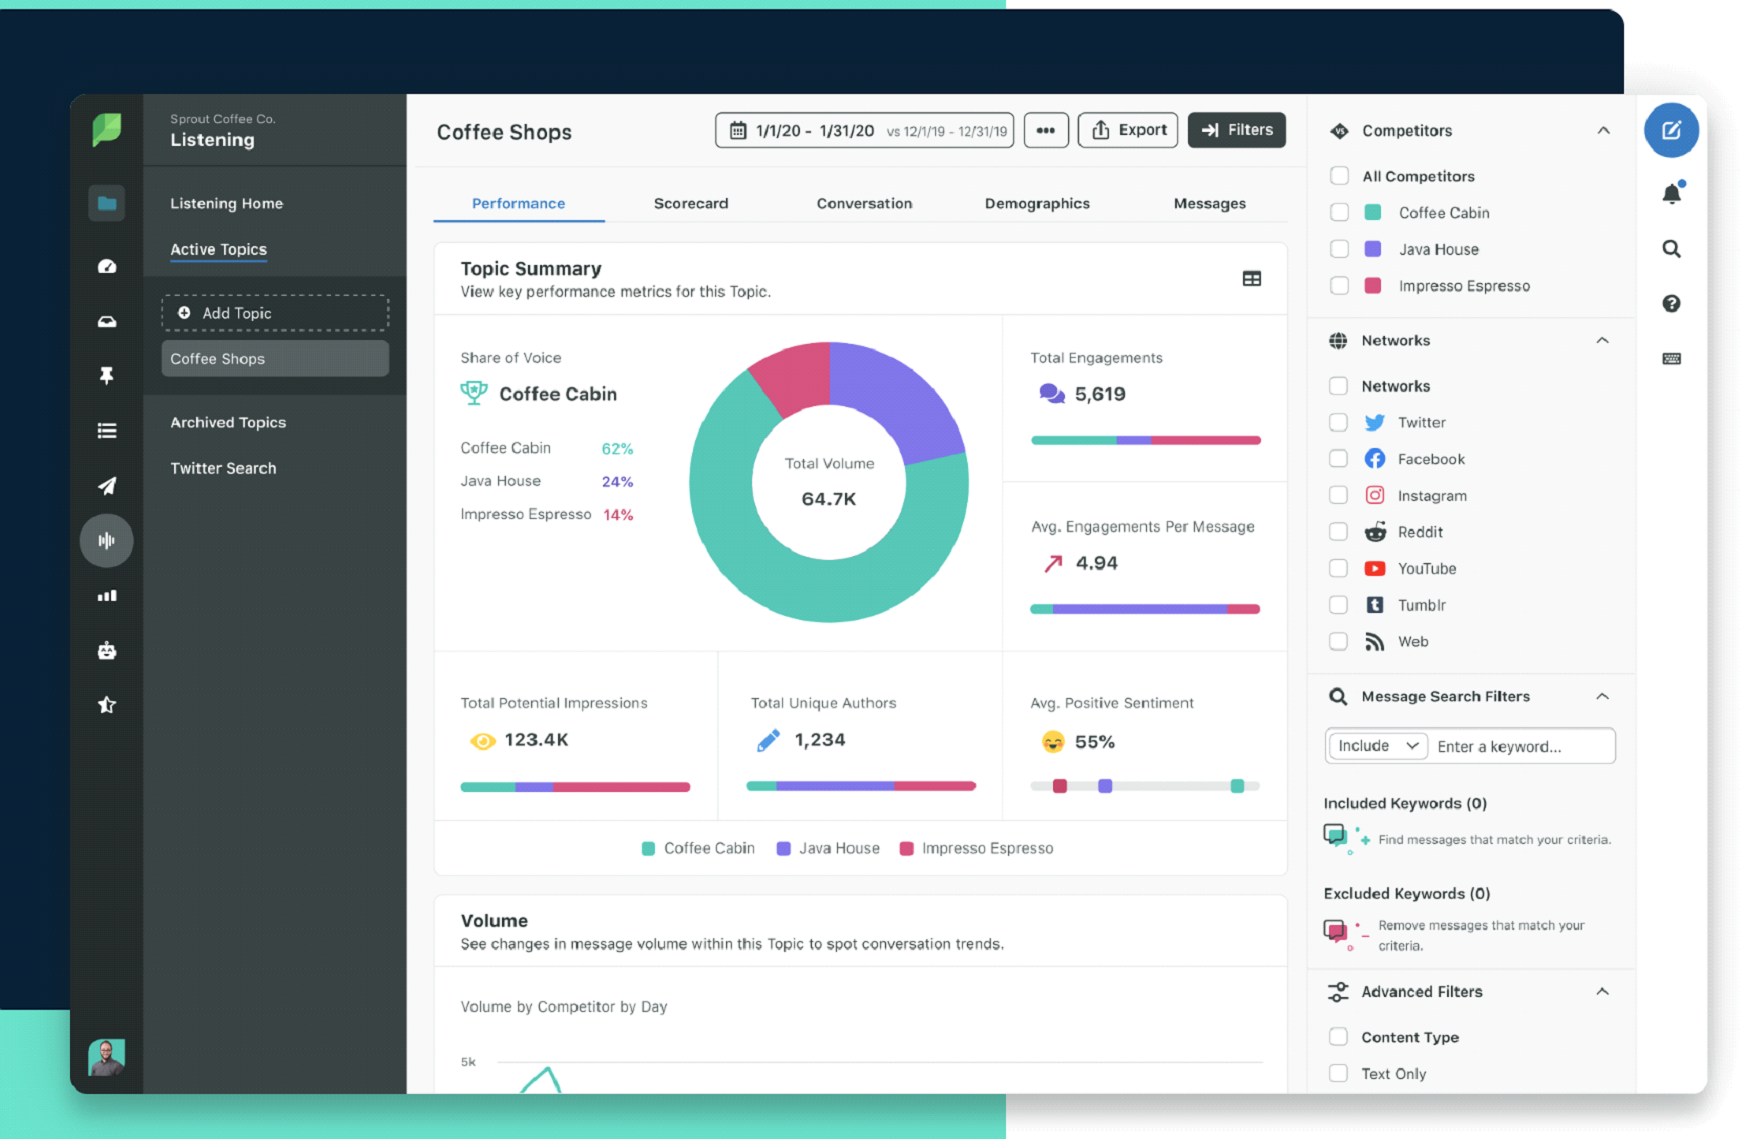 Sprout Coffee Co.
Listening
Listening Home
Active Topics
Add Topic
Coffee Shops
Archived Topics
Twitter Search
Coffee Shops
1/1/20 - 1/31/20 vs 12/1/19 - 12/31/19
Export
Filters
Performance
Scorecard
Conversation
Demographics
Messages
Topic Summary
View key performance metrics for this Topic.
Share of Voice
Coffee Cabin
Coffee Cabin 62%
Java House 24%
Impresso Espresso 14%
Total Volume
64.7K
Total Engagements
5,619
Avg. Engagements Per Message
4.94
Total Potential Impressions
123.4K
Total Unique Authors
1,234
Avg. Positive Sentiment
55%
Coffee Cabin
Java House
Impresso Espresso
Volume
See changes in message volume within this Topic to spot conversation trends.
Volume by Competitor by Day
5k
VS
Competitors
All Competitors
Coffee Cabin
Java House
Impresso Espresso
Networks
Networks
Twitter
Facebook
Instagram
Reddit
YouTube
Tumblr
Web
Message Search Filters
Include
Enter a keyword...
Included Keywords (0)
Find messages that match your criteria.
Excluded Keywords (0)
Remove messages that match your
criteria.
Advanced Filters
Content Type
Text Only